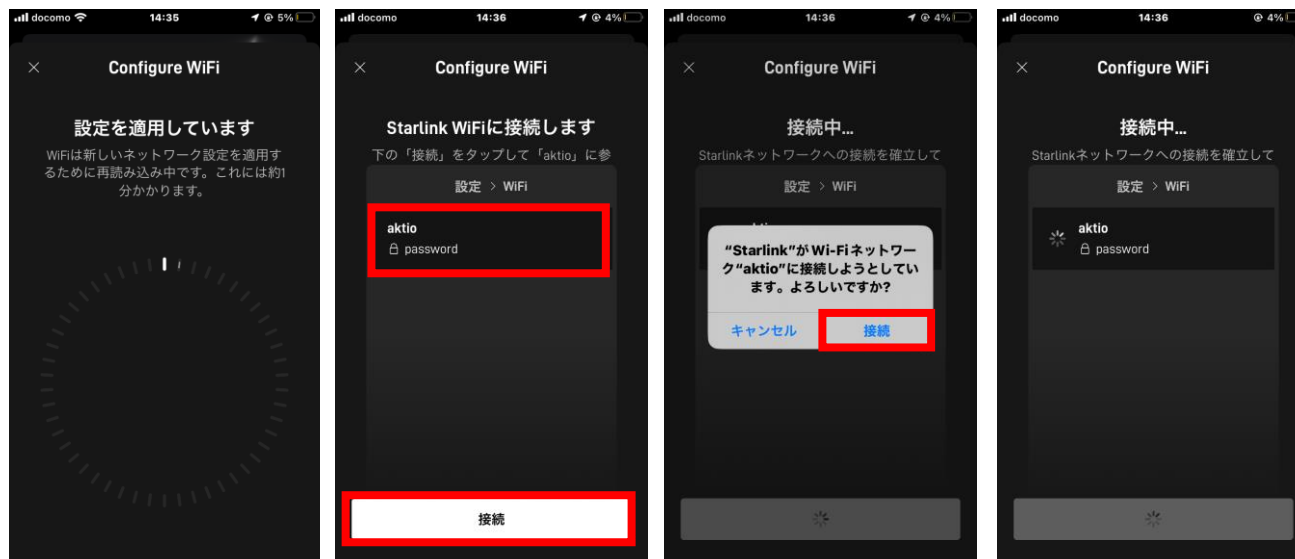 docomo 14:35 5%
× Configure WiFi
設定を適用しています
WiFiは新しいネットワーク設定を適用す
るために再読み込み中です。これには約1
分かかります。
docomo 14:36 4%
× Configure WiFi
Starlink WiFiに接続します
下の「接続」をタップして「aktio」に参
設定 > WiFi
aktio
password
接続
docomo 14:36 4%
× Configure WiFi
接続中...
Starlinkネットワークへの接続を確立して
設定 > WiFi
“Starlink”がWi-Fiネットワー
ク“aktio”に接続しようとしてい
ます。よろしいですか?
キャンセル 接続
docomo 14:36 4%
× Configure WiFi
接続中...
Starlinkネットワークへの接続を確立して
設定 > WiFi
aktio
password